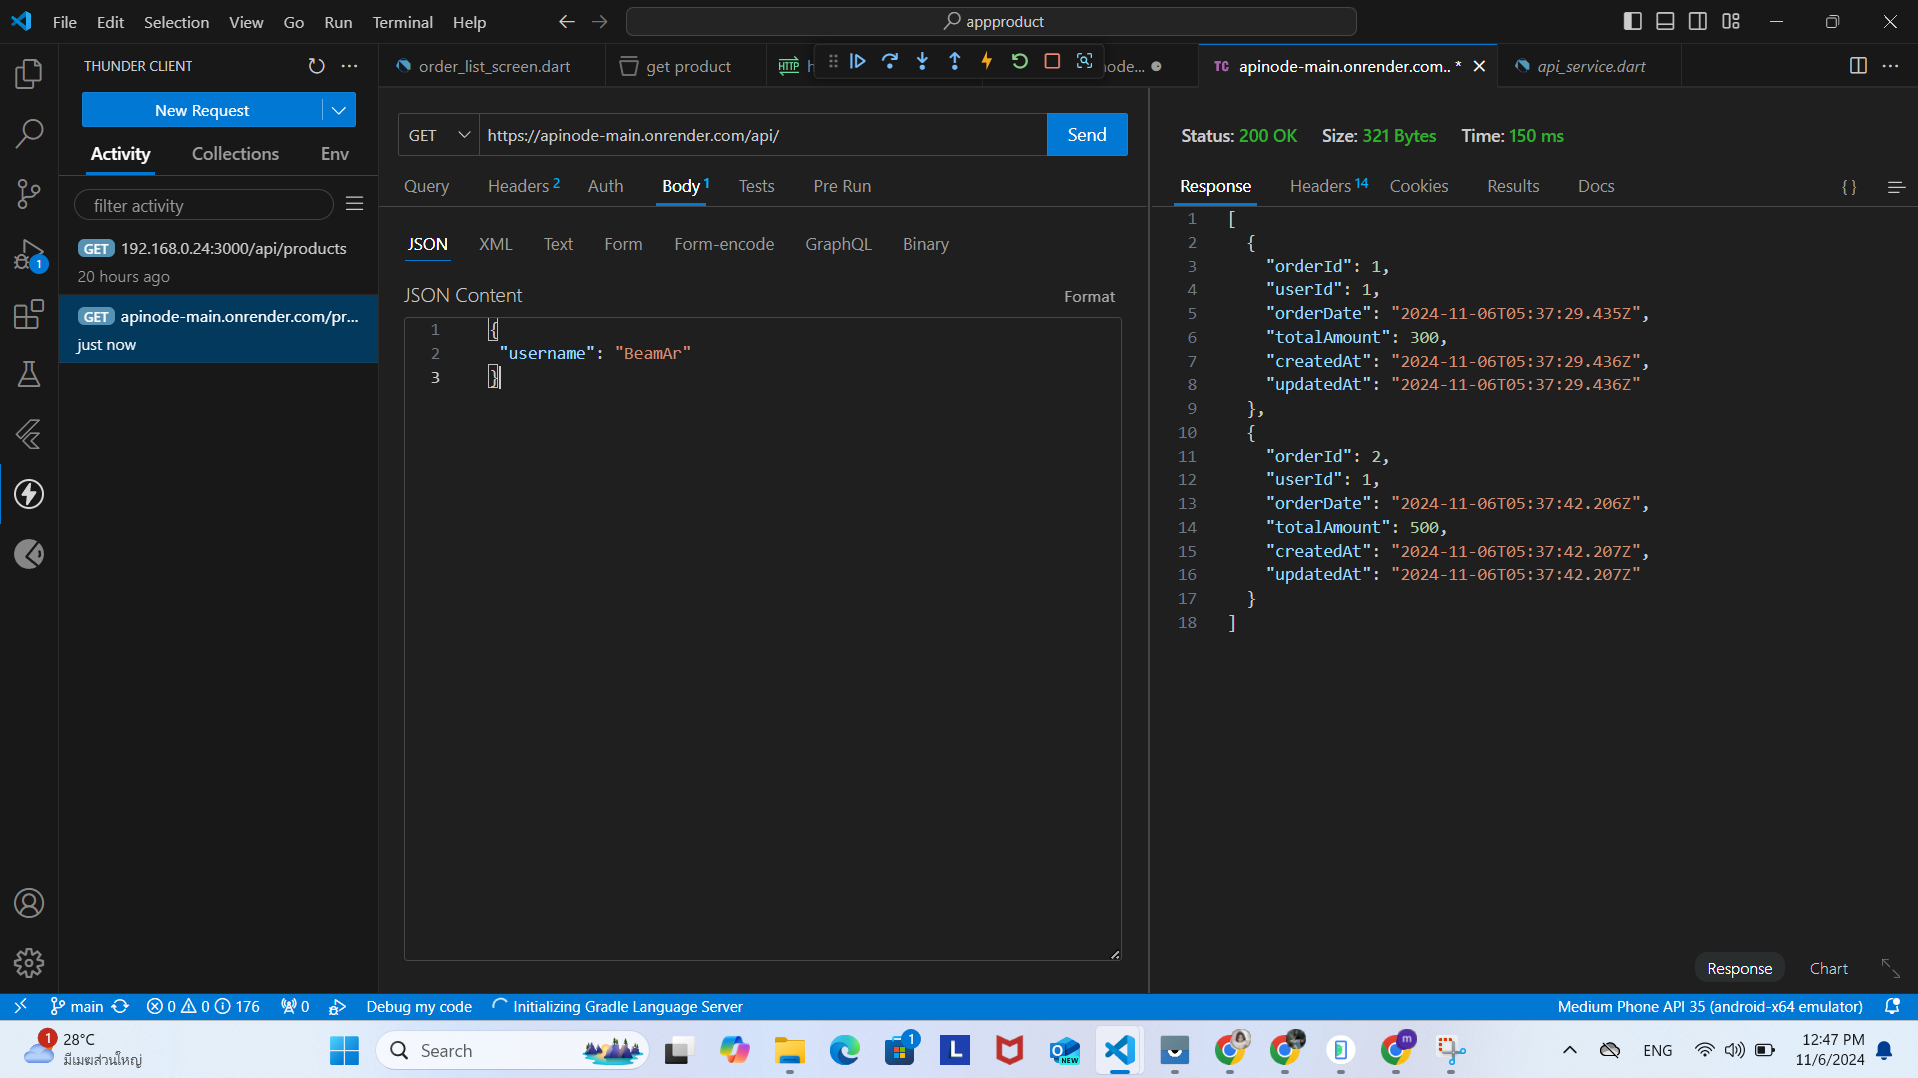 File Edit Selection View Go Run Terminal Help
appproduct
THUNDER CLIENT
New Request
Activity Collections Env
filter activity
GET 192.168.0.24:3000/api/products
20 hours ago
GET apinode-main.onrender.com/pr...
just now
order_list_screen.dart
get product
HTTP
node...
TC apinode-main.onrender.com.. *
api_service.dart
GET https://apinode-main.onrender.com/api/ Send
Query Headers 2 Auth Body 1 Tests Pre Run
JSON XML Text Form Form-encode GraphQL Binary
JSON Content Format
1 {
2 "username": "BeamAr"
3 }
Status: 200 OK Size: 321 Bytes Time: 150 ms
Response Headers 14 Cookies Results Docs { }
1 [
2 {
3 "orderId": 1,
4 "userId": 1,
5 "orderDate": "2024-11-06T05:37:29.435Z",
6 "totalAmount": 300,
7 "createdAt": "2024-11-06T05:37:29.436Z",
8 "updatedAt": "2024-11-06T05:37:29.436Z"
9 },
10 {
11 "orderId": 2,
12 "userId": 1,
13 "orderDate": "2024-11-06T05:37:42.206Z",
14 "totalAmount": 500,
15 "createdAt": "2024-11-06T05:37:42.207Z",
16 "updatedAt": "2024-11-06T05:37:42.207Z"
17 }
18 ]
Response Chart
1
main 0 0 176 0 Debug my code Initializing Gradle Language Server
Medium Phone API 35 (android-x64 emulator)
1
28°C
มีเมฆส่วนใหญ่
Search
1
L
NEW
m
ENG
12:47 PM
11/6/2024